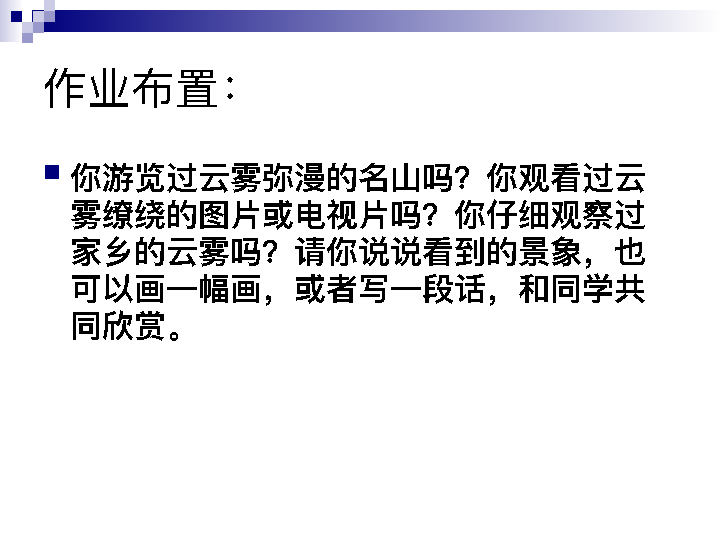 作业布置：
你游览过云雾弥漫的名山吗？你观看过云
雾缭绕的图片或电视片吗？你仔细观察过
家乡的云雾吗？请你说说看到的景象，也
可以画一幅画，或者写一段话，和同学共
同欣赏。